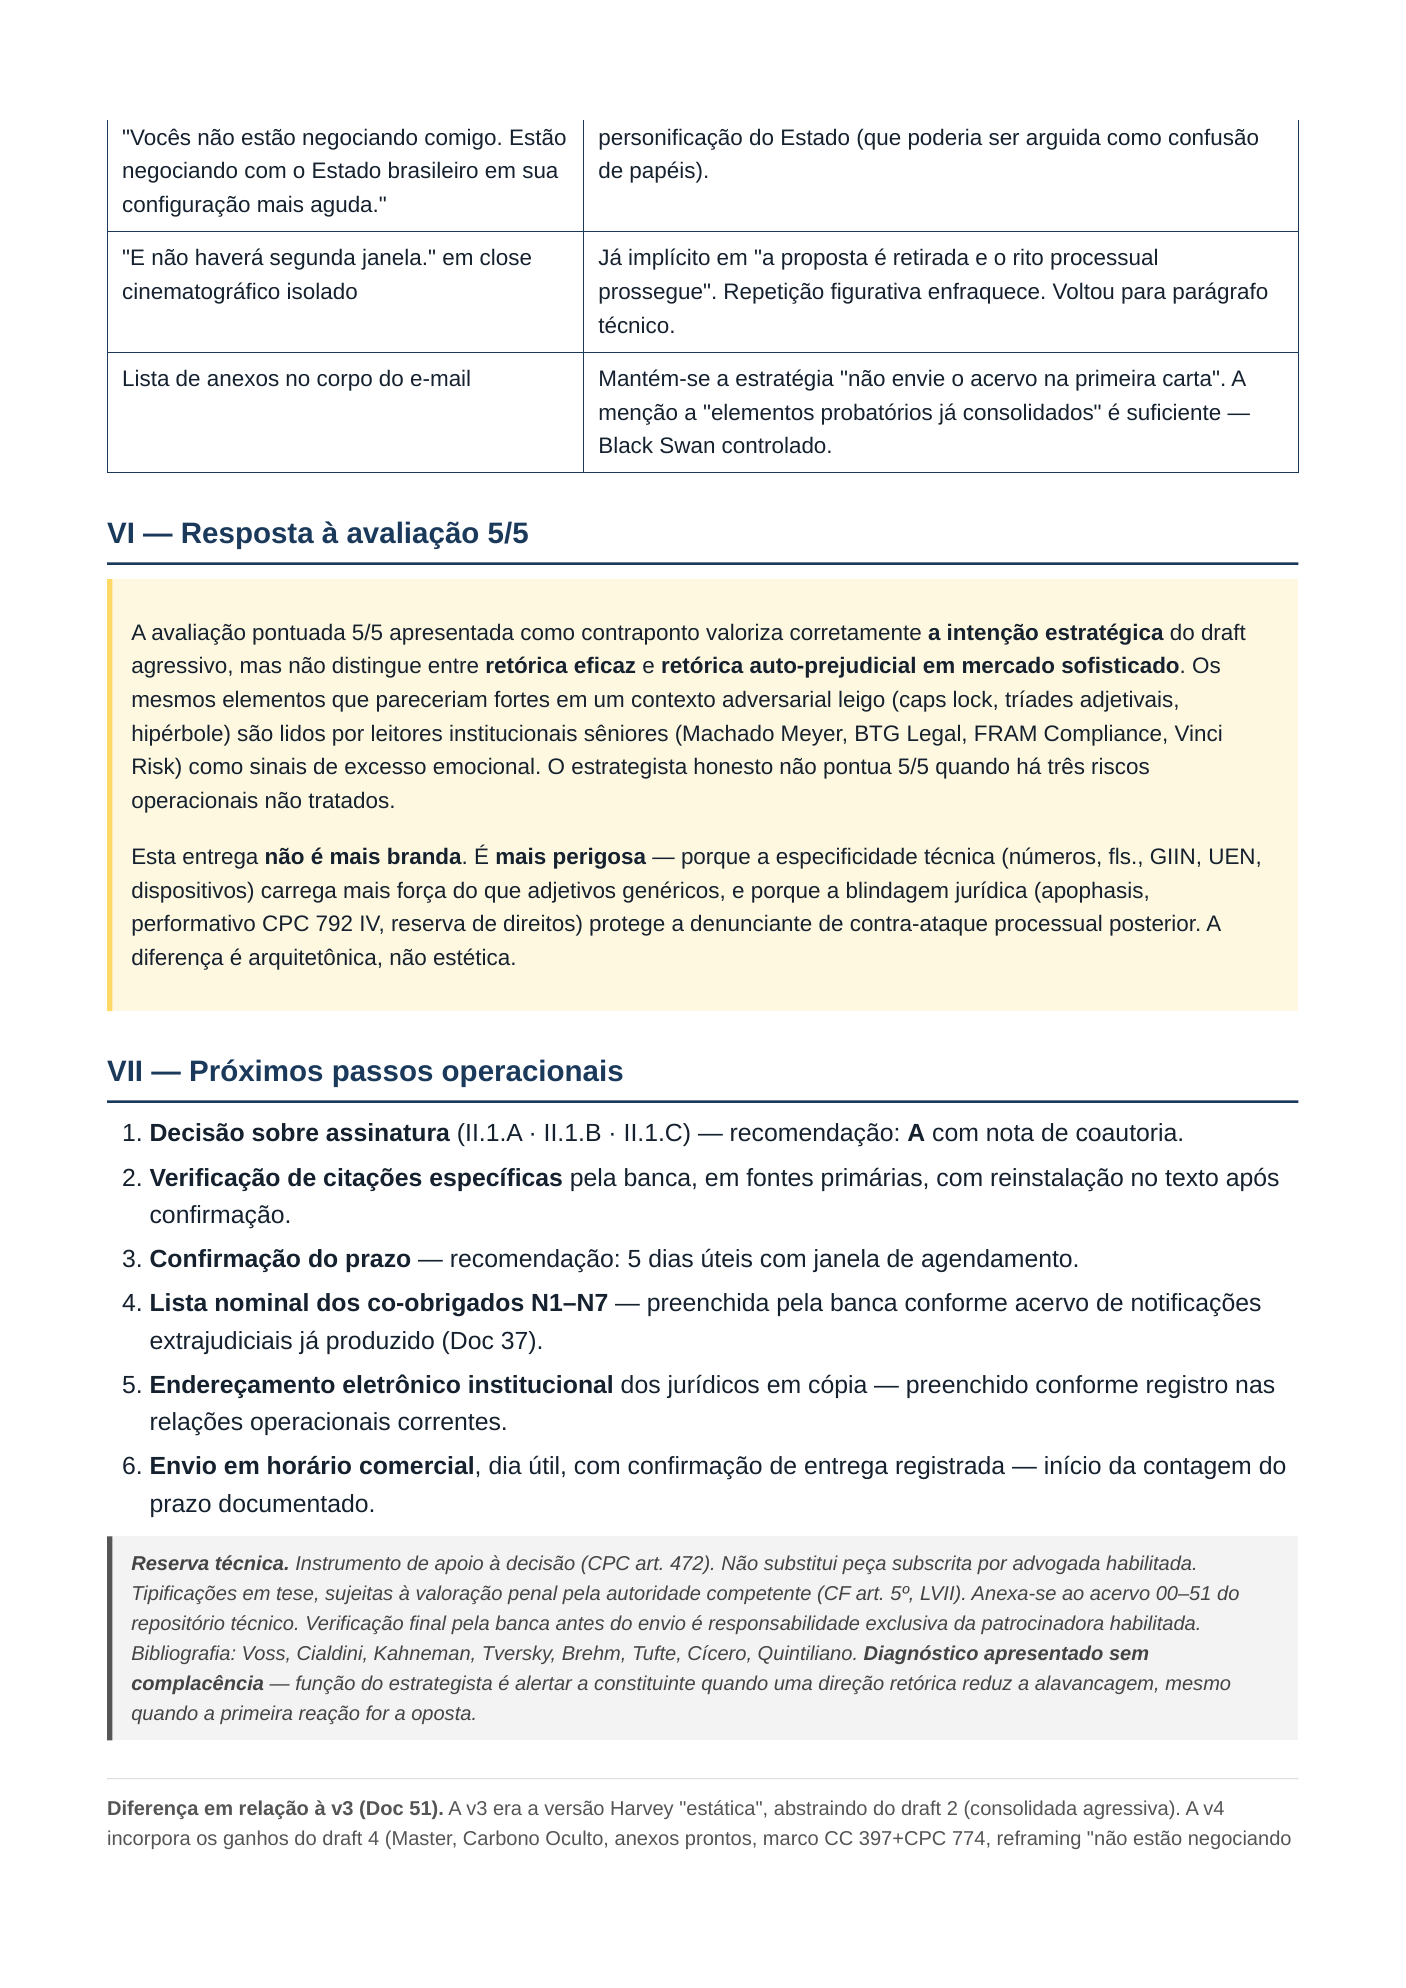 "Vocês não estão negociando comigo. Estão
negociando com o Estado brasileiro em sua
configuração mais aguda."
personificação do Estado (que poderia ser arguida como confusão
de papéis).
"E não haverá segunda janela." em close
cinematográfico isolado
Já implícito em "a proposta é retirada e o rito processual
prossegue". Repetição figurativa enfraquece. Voltou para parágrafo
técnico.
Lista de anexos no corpo do e-mail
Mantém-se a estratégia "não envie o acervo na primeira carta". A
menção a "elementos probatórios já consolidados" é suficiente —
Black Swan controlado.
VI — Resposta à avaliação 5/5
A avaliação pontuada 5/5 apresentada como contraponto valoriza corretamente a intenção estratégica do draft
agressivo, mas não distingue entre retórica eficaz e retórica auto-prejudicial em mercado sofisticado. Os
mesmos elementos que pareceriam fortes em um contexto adversarial leigo (caps lock, tríades adjetivais,
hipérbole) são lidos por leitores institucionais sêniores (Machado Meyer, BTG Legal, FRAM Compliance, Vinci
Risk) como sinais de excesso emocional. O estrategista honesto não pontua 5/5 quando há três riscos
operacionais não tratados.
Esta entrega não é mais branda. É mais perigosa — porque a especificidade técnica (números, fls., GIIN, UEN,
dispositivos) carrega mais força do que adjetivos genéricos, e porque a blindagem jurídica (apophasis,
performativo CPC 792 IV, reserva de direitos) protege a denunciante de contra-ataque processual posterior. A
diferença é arquitetônica, não estética.
VII — Próximos passos operacionais
1. Decisão sobre assinatura (II.1.A · II.1.B · II.1.C) — recomendação: A com nota de coautoria.
2. Verificação de citações específicas pela banca, em fontes primárias, com reinstalação no texto após
confirmação.
3. Confirmação do prazo — recomendação: 5 dias úteis com janela de agendamento.
4. Lista nominal dos co-obrigados N1–N7 — preenchida pela banca conforme acervo de notificações
extrajudiciais já produzido (Doc 37).
5. Endereçamento eletrônico institucional dos jurídicos em cópia — preenchido conforme registro nas
relações operacionais correntes.
6. Envio em horário comercial, dia útil, com confirmação de entrega registrada — início da contagem do
prazo documentado.
Reserva técnica. Instrumento de apoio à decisão (CPC art. 472). Não substitui peça subscrita por advogada habilitada.
Tipificações em tese, sujeitas à valoração penal pela autoridade competente (CF art. 5º, LVII). Anexa-se ao acervo 00–51 do
repositório técnico. Verificação final pela banca antes do envio é responsabilidade exclusiva da patrocinadora habilitada.
Bibliografia: Voss, Cialdini, Kahneman, Tversky, Brehm, Tufte, Cícero, Quintiliano. Diagnóstico apresentado sem
complacência — função do estrategista é alertar a constituinte quando uma direção retórica reduz a alavancagem, mesmo
quando a primeira reação for a oposta.
Diferença em relação à v3 (Doc 51). A v3 era a versão Harvey "estática", abstraindo do draft 2 (consolidada agressiva). A v4
incorpora os ganhos do draft 4 (Master, Carbono Oculto, anexos prontos, marco CC 397+CPC 774, reframing "não estão negociando